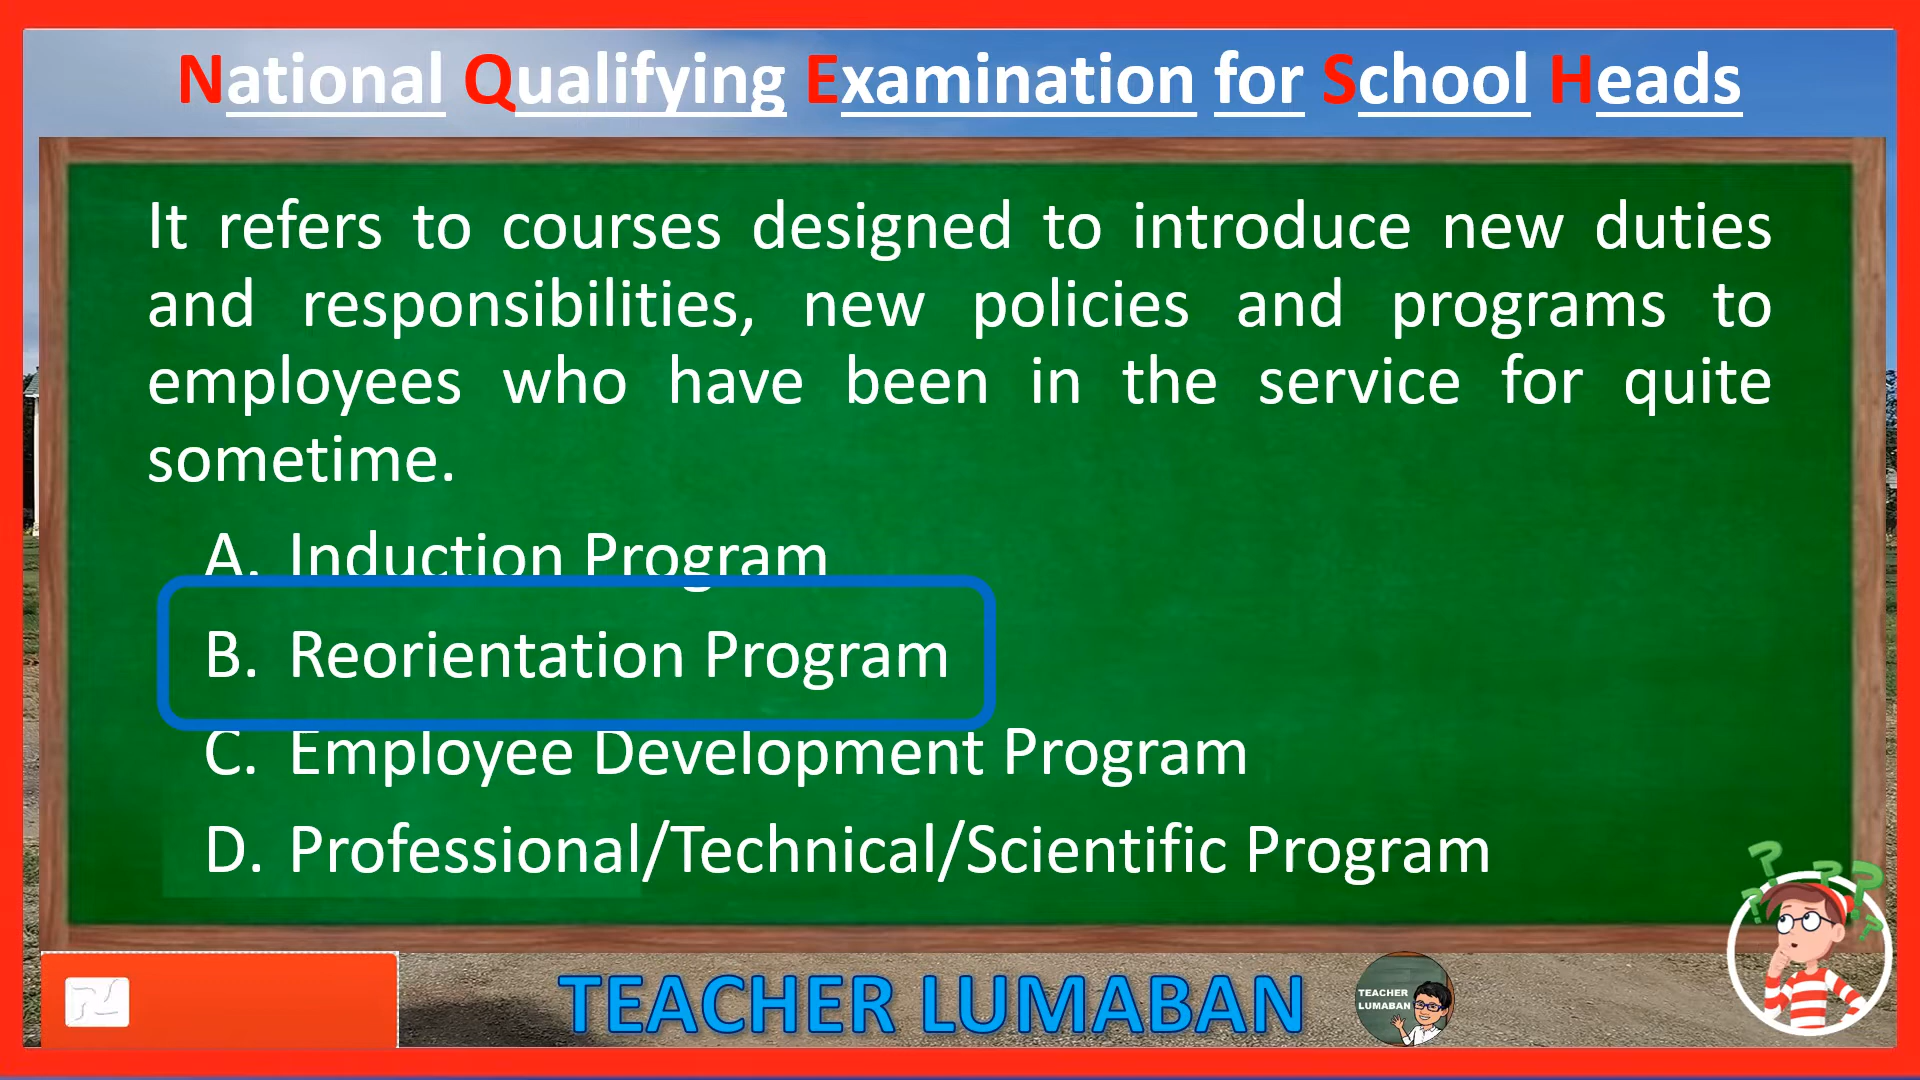 National Qualifying Examination for School Heads
It refers to courses designed to introduce new duties
and responsibilities, new policies and programs to
employees who have been in the service for quite
sometime.
A. Induction Program
B. Reorientation Program
C. Employee Development Program
D. Professional/Technical/Scientific Program
TEACHER LUMABAN
TEACHER
LUMABAN